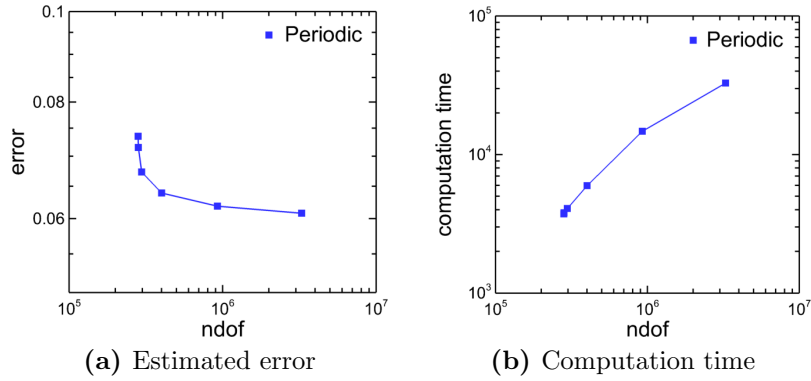 0.1
0.08
0.06
error
Periodic
10^5
10^6
10^7
ndof
(a) Estimated error
10^5
10^4
10^3
computation time
Periodic
10^5
10^6
10^7
ndof
(b) Computation time